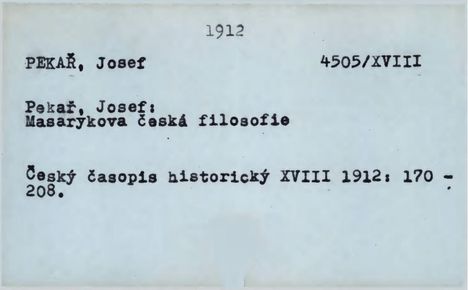 1912
PEKAŘ, Josef 4505/XVIII
Pekař, Josef:
Masarykova česká filosofie
Český časopis historický XVIII 1912: 170 -
208.